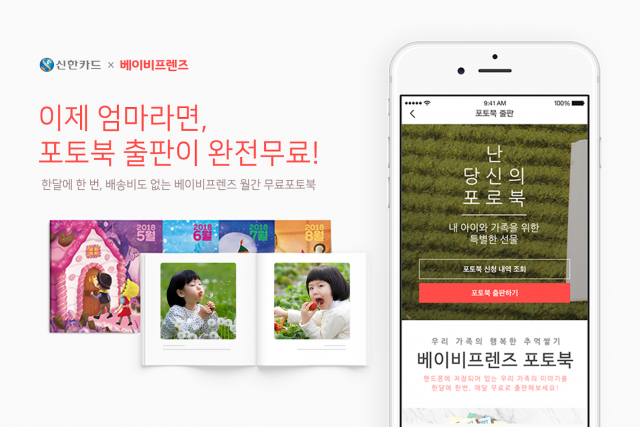 신한카드 × 베이비프렌즈
이제 엄마라면,
포토북 출판이 완전무료!
한달에 한 번, 배송비도 없는 베이비프렌즈 월간 무료포토북
2018
5월
2018
6월
2018
7월
2018
8월
9:41 AM
100%
포토북 출판
난
당신의
포로북
내 아이와 가족을 위한
특별한 선물
포토북 신청 내역 조회
포토북 출판하기
우리 가족의 행복한 추억쌓기
베이비프렌즈 포토북
핸드폰에 저장되어 있는 우리 가족의 이야기를
한달에 한번, 매달 무료로 출판해보세요!